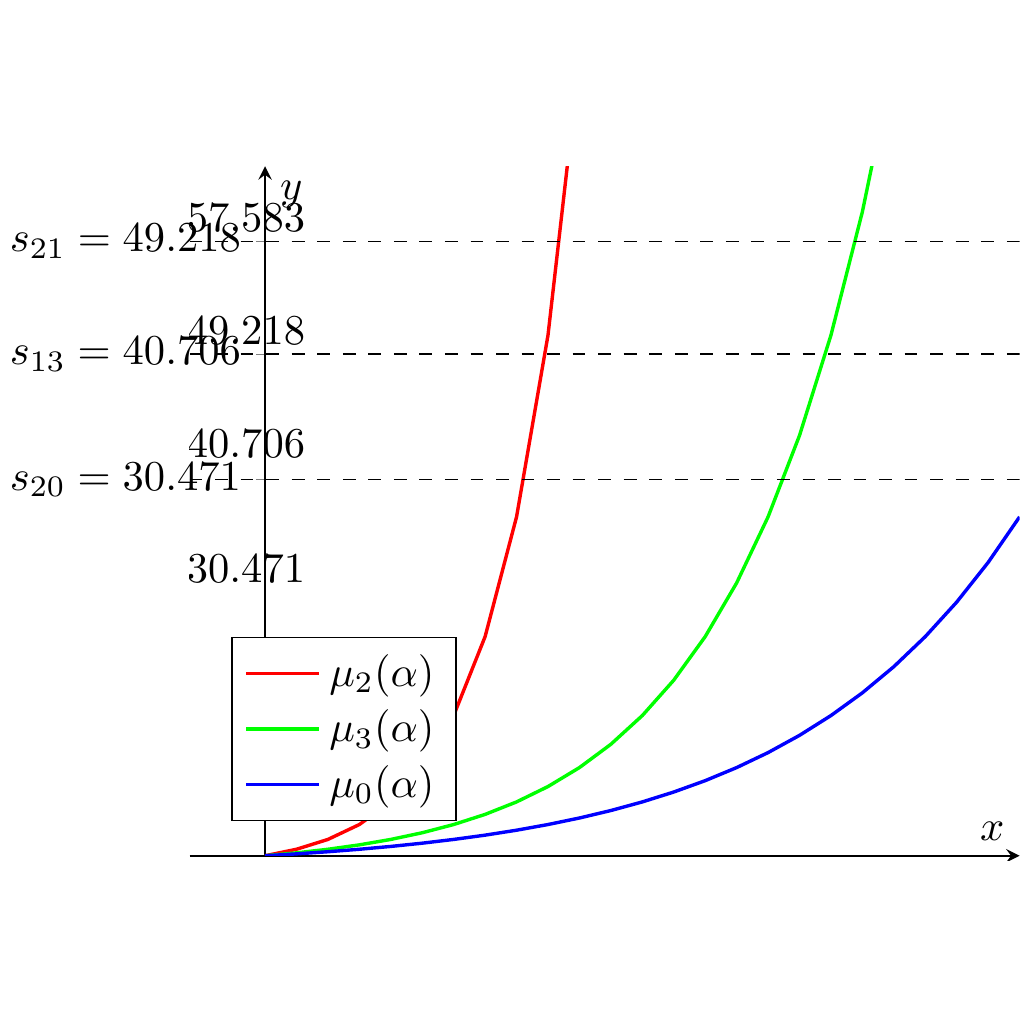 y
57.583
s₂₁ = 49.218
49.218
s₁₃ = 40.706
40.706
s₂₀ = 30.471
30.471
μ₂(α)
μ₃(α)
μ₀(α)
x